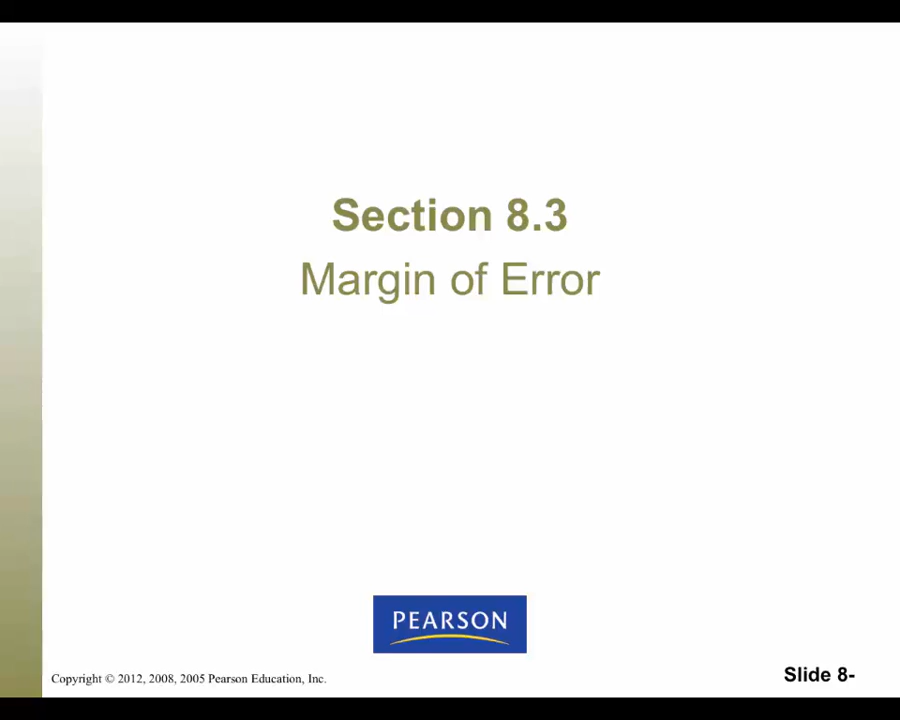 Section 8.3
Margin of Error
PEARSON
Copyright © 2012, 2008, 2005 Pearson Education, Inc.
Slide 8-